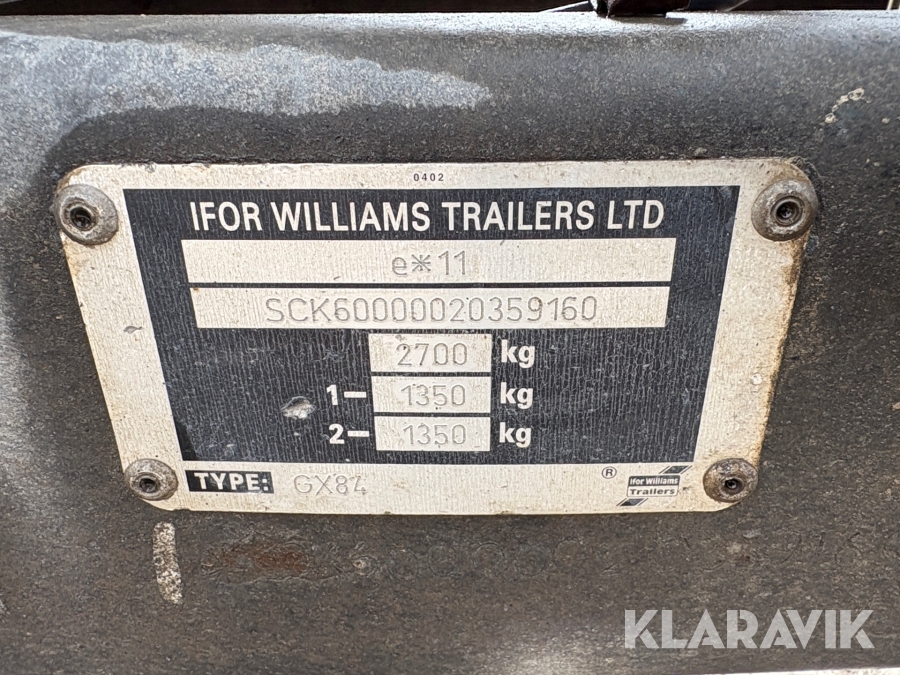 0402
IFOR WILLIAMS TRAILERS LTD
e*11
SCK60000020359160
2700 kg
1– 1350 kg
2– 1350 kg
TYPE: GX84 ® Ifor Williams
Trailers
KLARAVIK